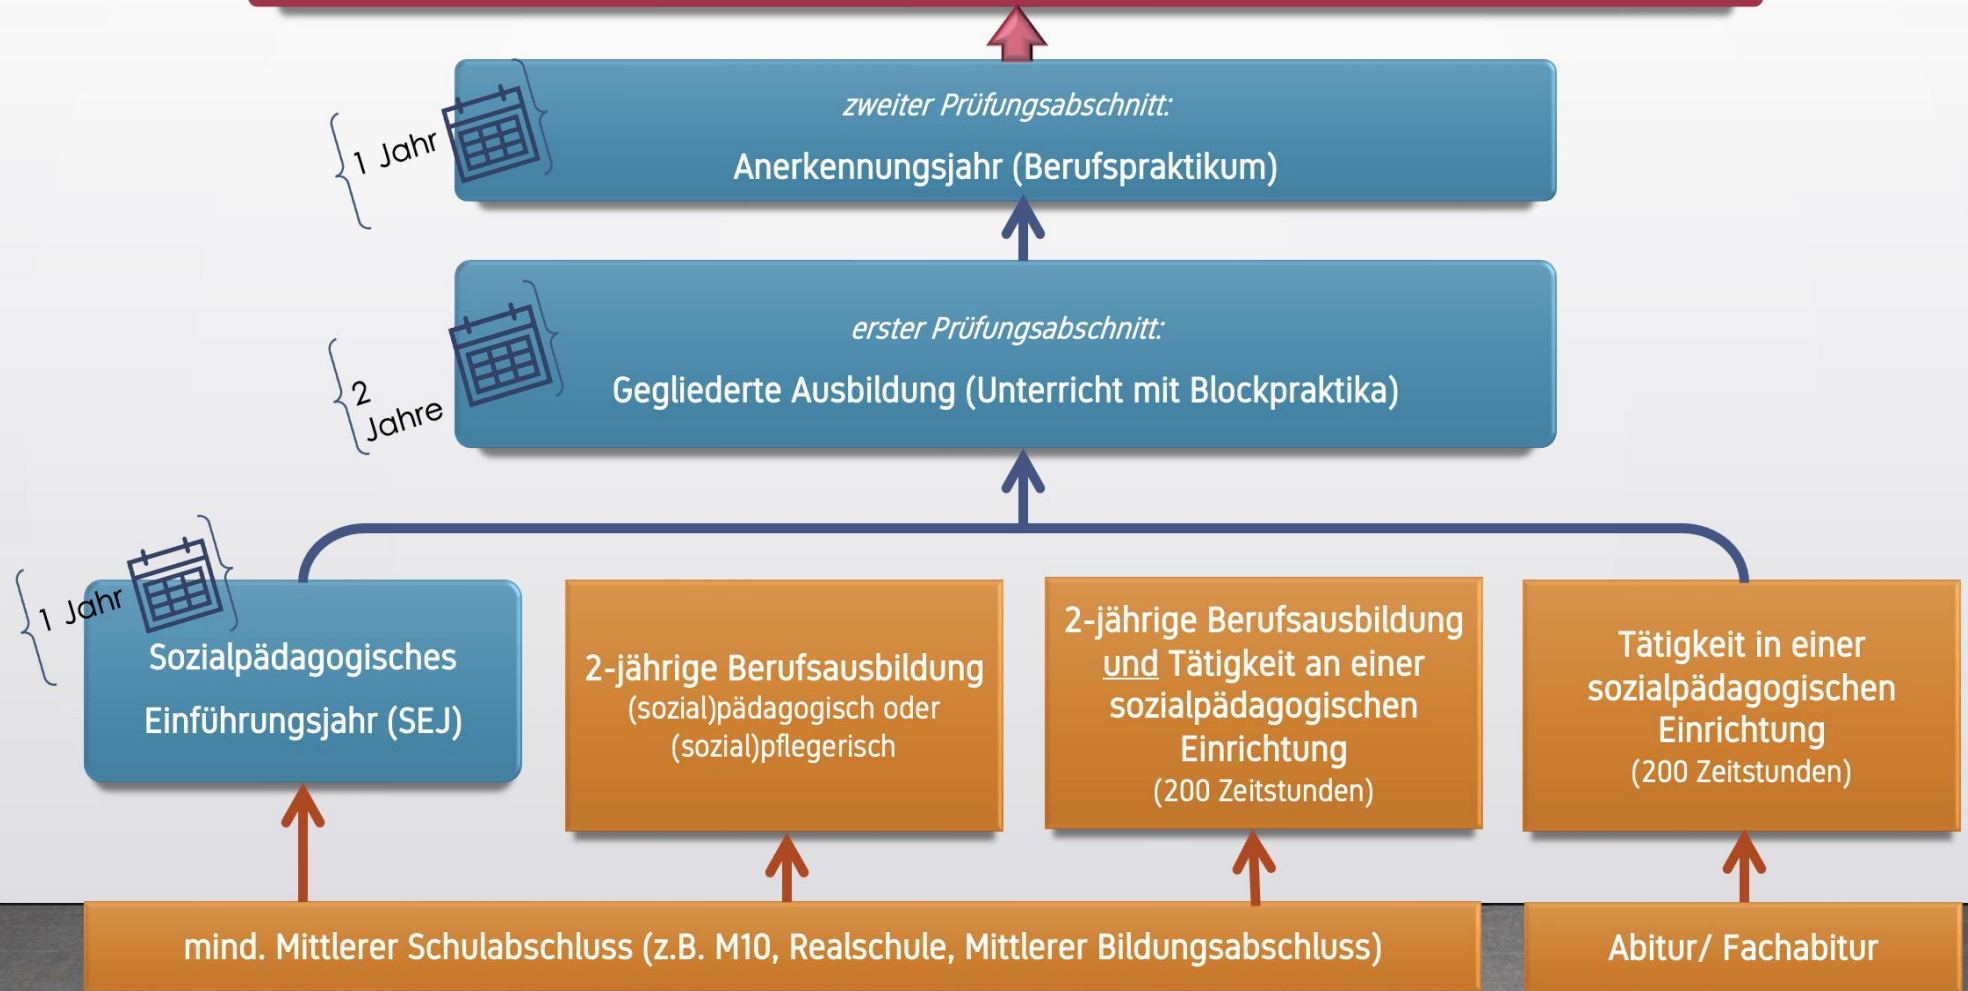 zweiter Prüfungsabschnitt:
1 Jahr
Anerkennungsjahr (Berufspraktikum)
erster Prüfungsabschnitt:
2
Jahre
Gegliederte Ausbildung (Unterricht mit Blockpraktika)
1 Jahr
Sozialpädagogisches
Einführungsjahr (SEJ)
2-jährige Berufsausbildung
(sozial)pädagogisch oder
(sozial)pflegerisch
2-jährige Berufsausbildung
und Tätigkeit an einer
sozialpädagogischen
Einrichtung
(200 Zeitstunden)
Tätigkeit in einer
sozialpädagogischen
Einrichtung
(200 Zeitstunden)
mind. Mittlerer Schulabschluss (z.B. M10, Realschule, Mittlerer Bildungsabschluss)
Abitur/ Fachabitur